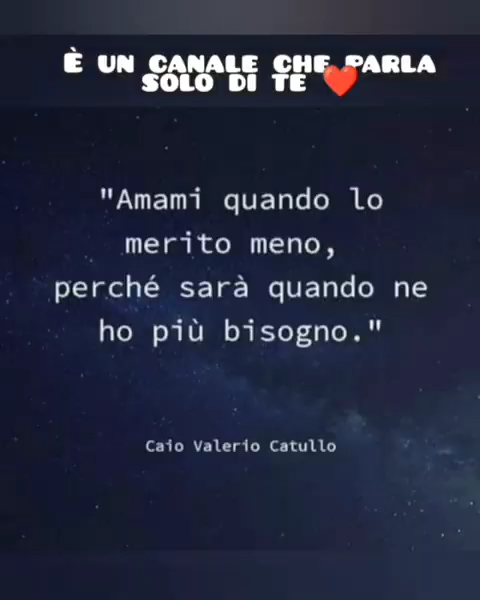 È UN CANALE CHE PARLA
SOLO DI TE ❤️
"Amami quando lo
merito meno,
perché sarà quando ne
ho più bisogno."
Caio Valerio Catullo